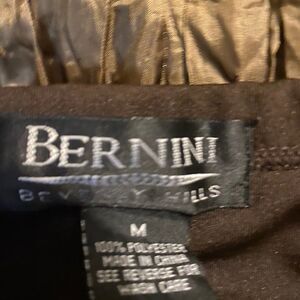 BERNINI
BEVERLY HILLS
M
100% POLYESTER
MADE IN CHINA
SEE REVERSE FOR
WASH CARE